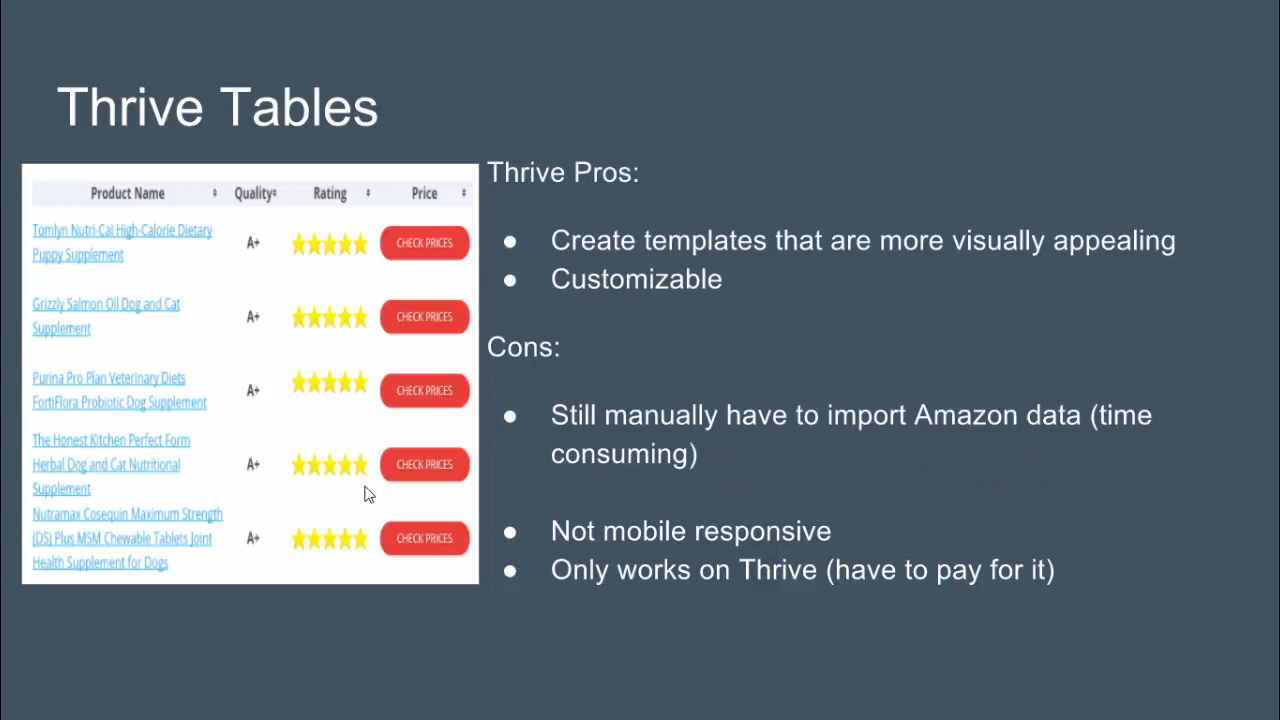 Thrive Tables
Product Name Quality Rating Price
Tomlyn Nutri-Cal High-Calorie Dietary
Puppy Supplement
A+
CHECK PRICES
Grizzly Salmon Oil Dog and Cat
Supplement
A+
CHECK PRICES
Purina Pro Plan Veterinary Diets
FortiFlora Probiotic Dog Supplement
A+
CHECK PRICES
The Honest Kitchen Perfect Form
Herbal Dog and Cat Nutritional
Supplement
A+
CHECK PRICES
Nutramax Cosequin Maximum Strength
(DS) Plus MSM Chewable Tablets Joint
Health Supplement for Dogs
A+
CHECK PRICES
Thrive Pros:
● Create templates that are more visually appealing
● Customizable
Cons:
● Still manually have to import Amazon data (time
consuming)
● Not mobile responsive
● Only works on Thrive (have to pay for it)